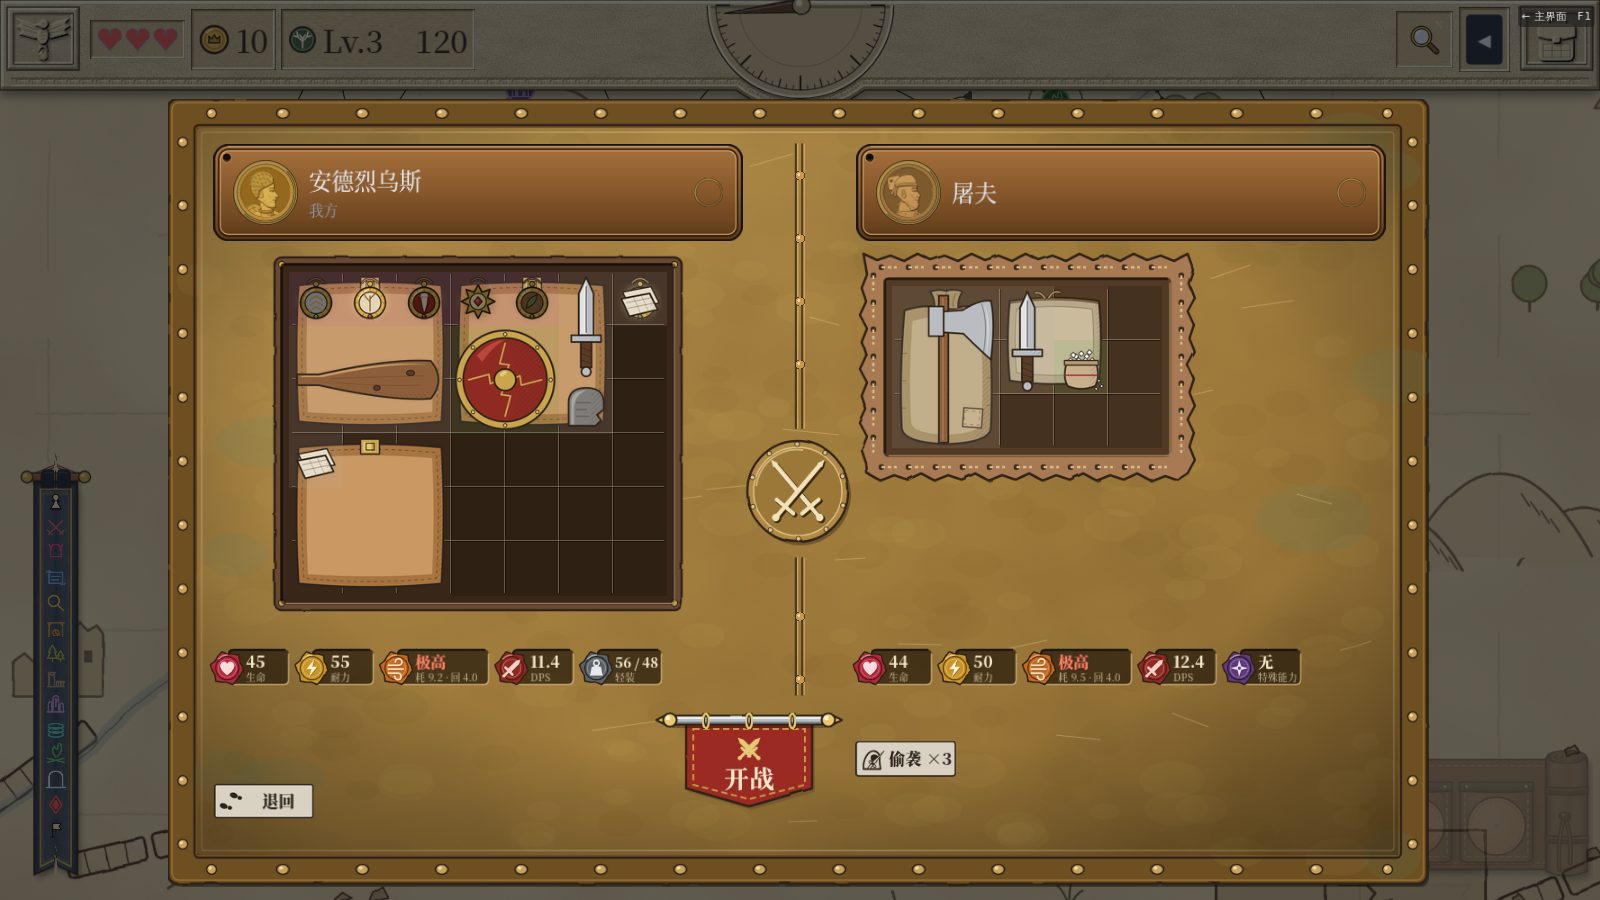 10
Lv.3 120
← 主界面 F1
安德烈乌斯
我方
屠夫
45
生命
55
耐力
极高
耗 9.2 · 回 4.0
11.4
DPS
56 / 48
轻装
44
生命
50
耐力
极高
耗 9.5 · 回 4.0
12.4
DPS
无
特殊能力
开战
偷袭 ×3
退回